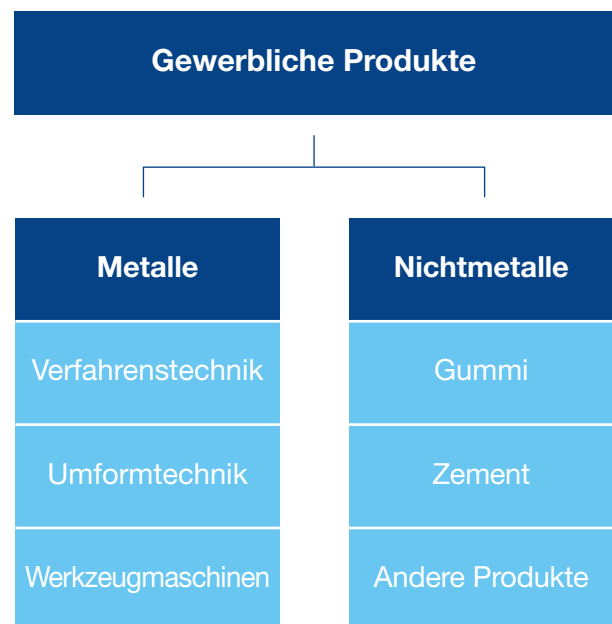 Gewerbliche Produkte
Metalle
Verfahrenstechnik
Umformtechnik
Werkzeugmaschinen
Nichtmetalle
Gummi
Zement
Andere Produkte